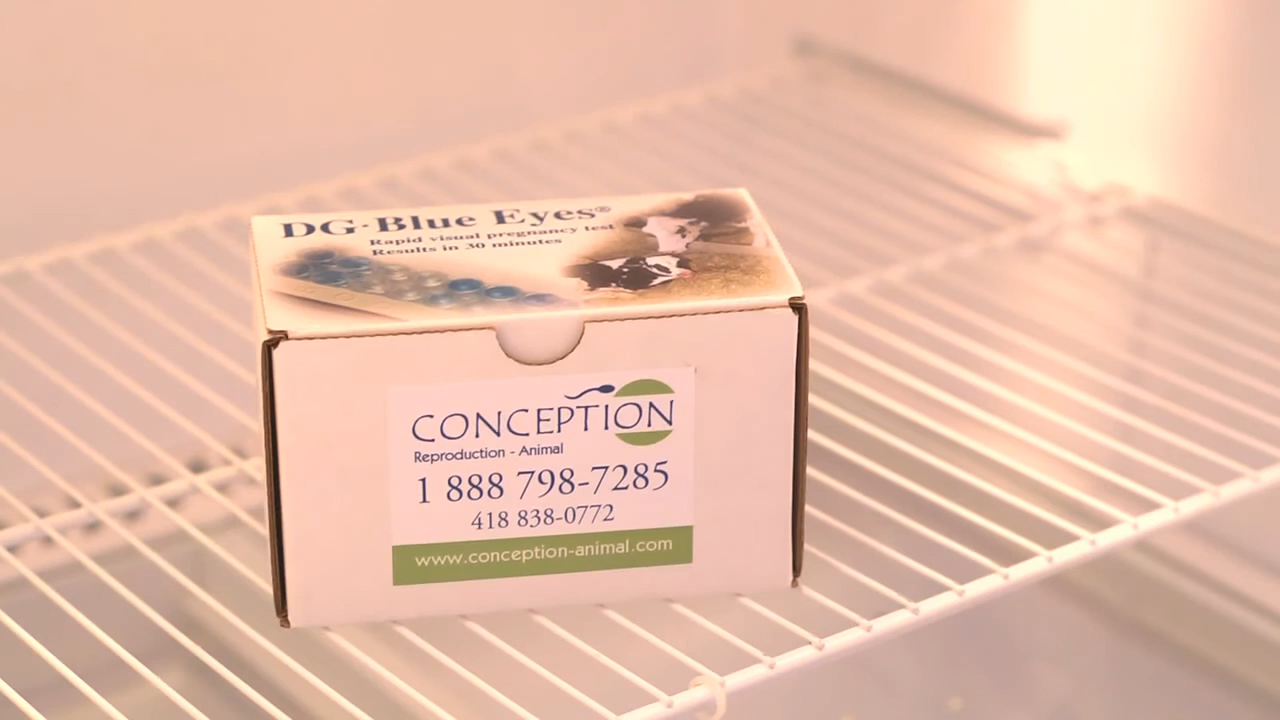 DG·Blue Eyes®
Rapid visual pregnancy test
Results in 30 minutes
CONCEPTION
Reproduction - Animal
1 888 798-7285
418 838-0772
www.conception-animal.com